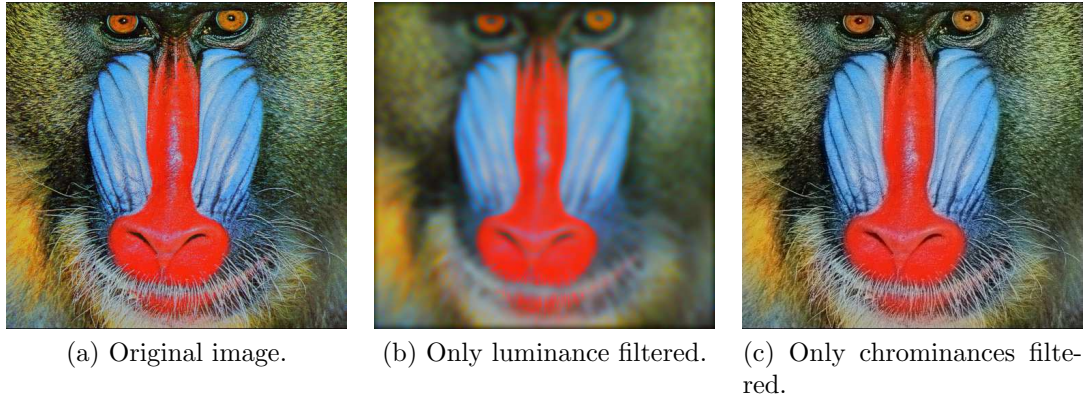 (a) Original image.
(b) Only luminance filtered.
(c) Only chrominances filte-
red.